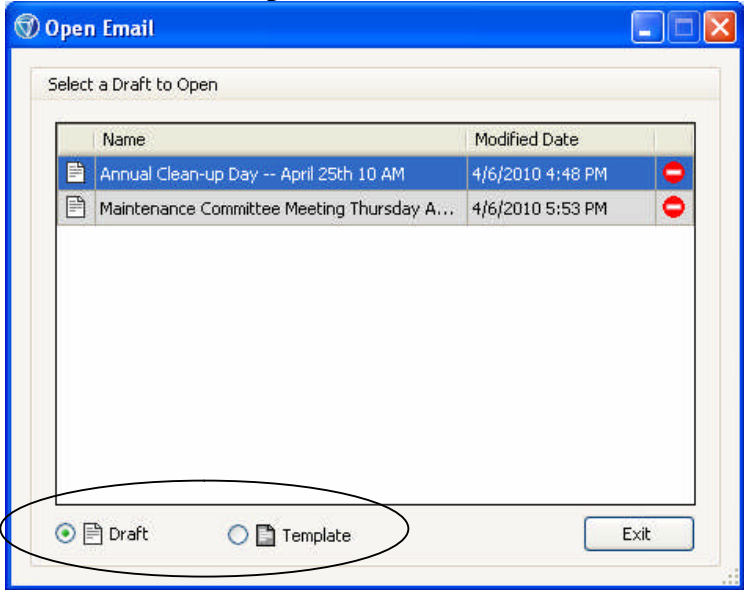 Open Email
Select a Draft to Open
Name Modified Date
Annual Clean-up Day -- April 25th 10 AM 4/6/2010 4:48 PM
Maintenance Committee Meeting Thursday A... 4/6/2010 5:53 PM
Draft Template Exit